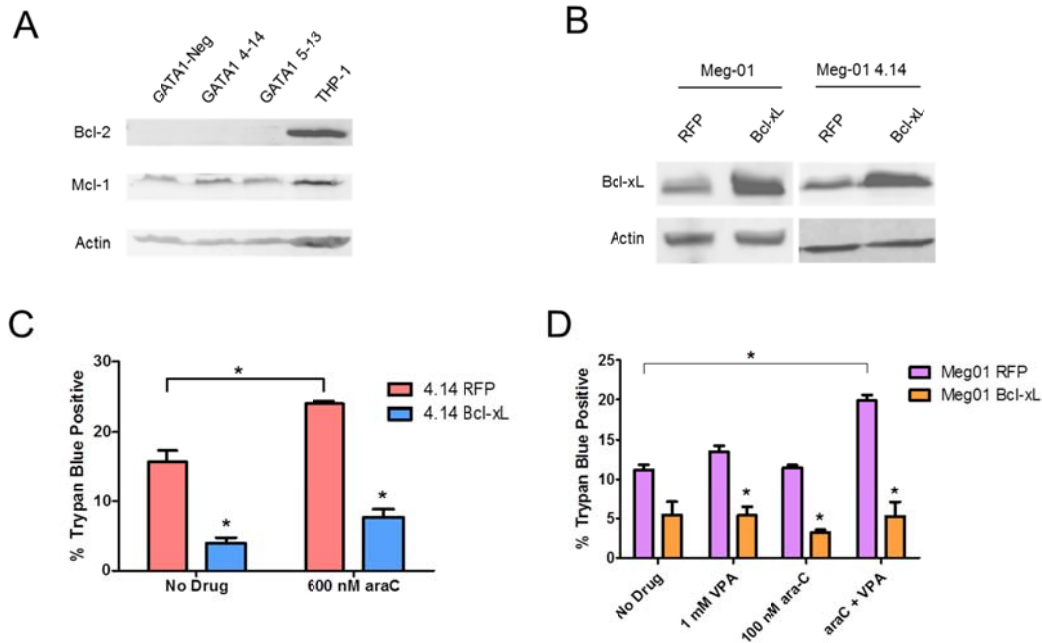 A
GATA1-Neg
GATA1 4-14
GATA1 5-13
THP-1
Bcl-2
Mcl-1
Actin
B
Meg-01
Meg-01 4.14
RFP
Bcl-xL
RFP
Bcl-xL
Bcl-xL
Actin
C
% Trypan Blue Positive
30
20
10
0
*
*
*
No Drug
600 nM araC
4.14 RFP
4.14 Bcl-xL
D
% Trypan Blue Positive
25
20
15
10
5
0
*
*
*
*
No Drug
1 mM VPA
100 nM ara-C
araC + VPA
Meg01 RFP
Meg01 Bcl-xL